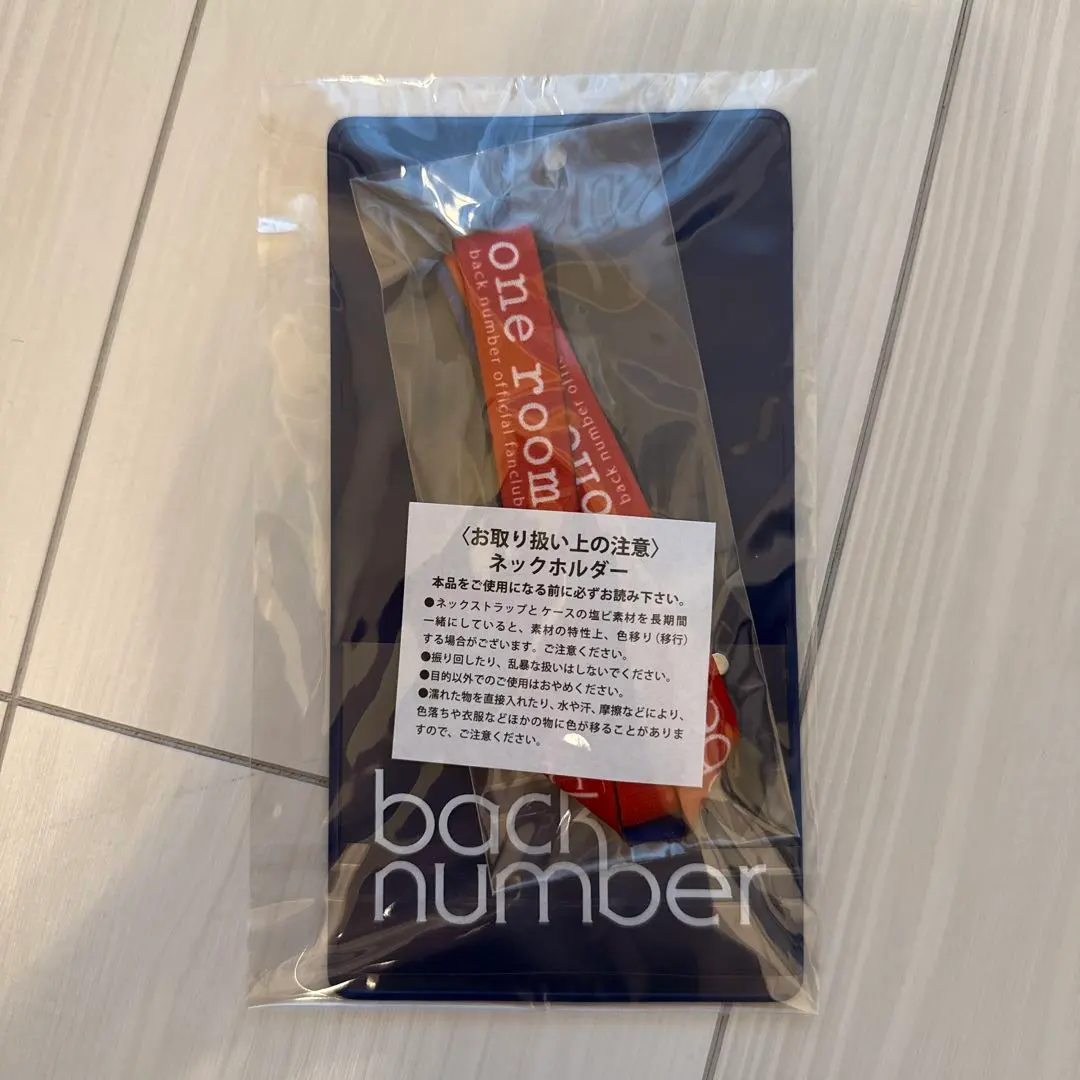 one room
back number official fanclub
back number
〈お取り扱い上の注意〉
ネックホルダー
本品をご使用になる前に必ずお読み下さい。
●ネックストラップとケースの塩ビ素材を長期間
一緒にしていると、素材の特性上、色移り(移行)
する場合がございます。ご注意ください。
●振り回したり、乱暴な扱いはしないでください。
●目的以外でのご使用はおやめください。
●濡れた物を直接入れたり、水や汗、摩擦などにより、
色落ちや衣服などほかの物に色が移ることがありま
すので、ご注意ください。
back
number